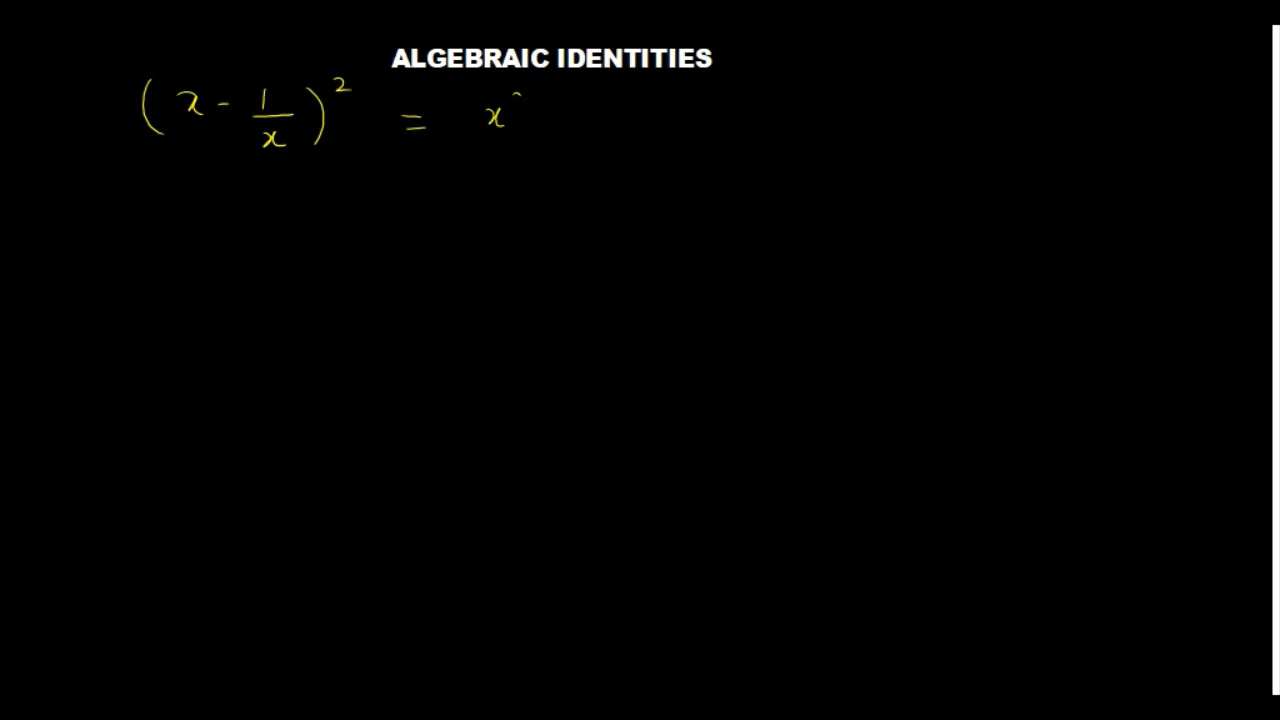 ALGEBRAIC IDENTITIES
(x - 1/x)² = x